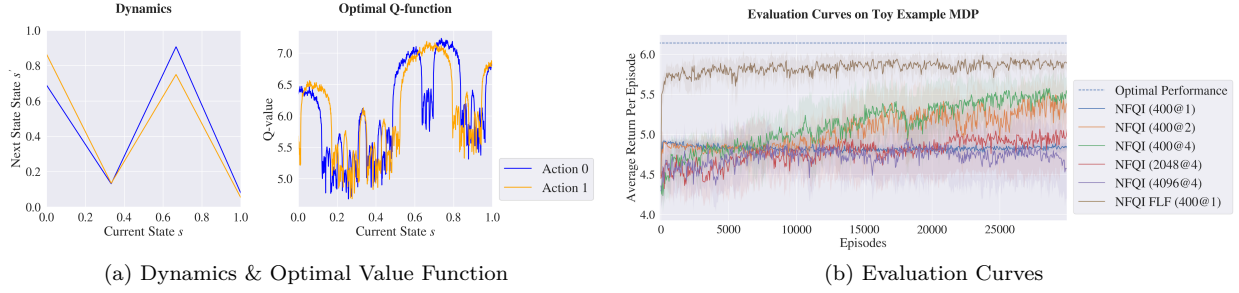 Dynamics
Next State State s'
1.0
0.8
0.6
0.4
0.2
0.0
0.0
0.2
0.4
0.6
0.8
1.0
Current State s
Optimal Q-function
Q-value
7.0
6.5
6.0
5.5
5.0
0.0
0.2
0.4
0.6
0.8
1.0
Current State s
Action 0
Action 1
(a) Dynamics & Optimal Value Function
Evaluation Curves on Toy Example MDP
Average Return Per Episode
6.0
5.5
5.0
4.5
4.0
0
5000
10000
15000
20000
25000
Episodes
Optimal Performance
NFQI (400@1)
NFQI (400@2)
NFQI (400@4)
NFQI (2048@4)
NFQI (4096@4)
NFQI FLF (400@1)
(b) Evaluation Curves